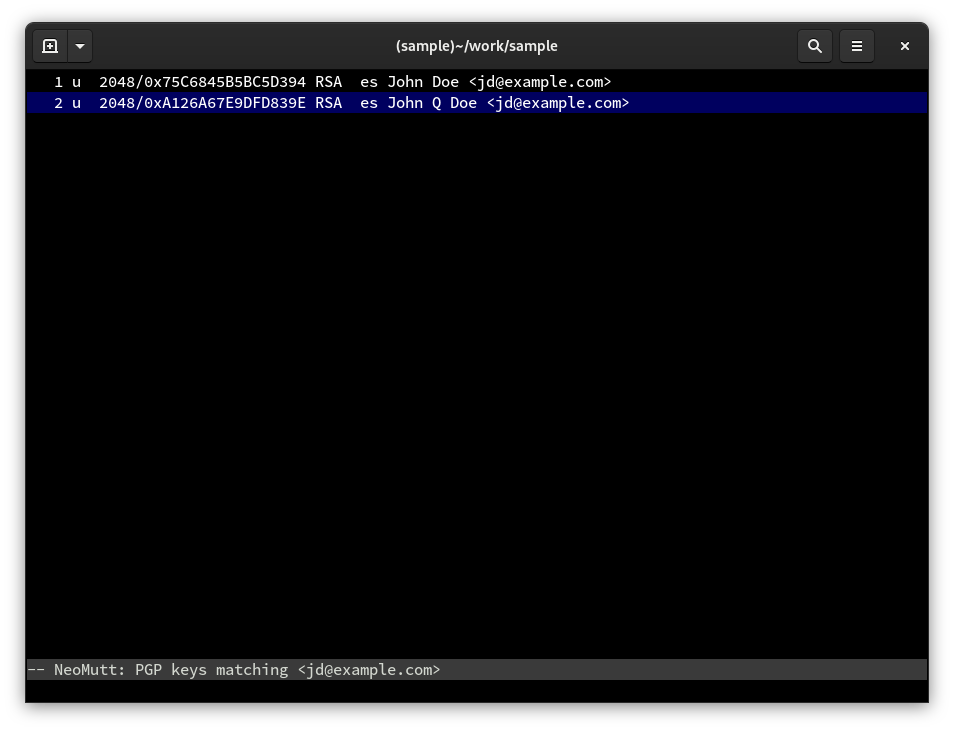 (sample)~/work/sample
1 u  2048/0x75C6845B5BC5D394 RSA  es John Doe <jd@example.com>
2 u  2048/0xA126A67E9DFD839E RSA  es John Q Doe <jd@example.com>
-- NeoMutt: PGP keys matching <jd@example.com>